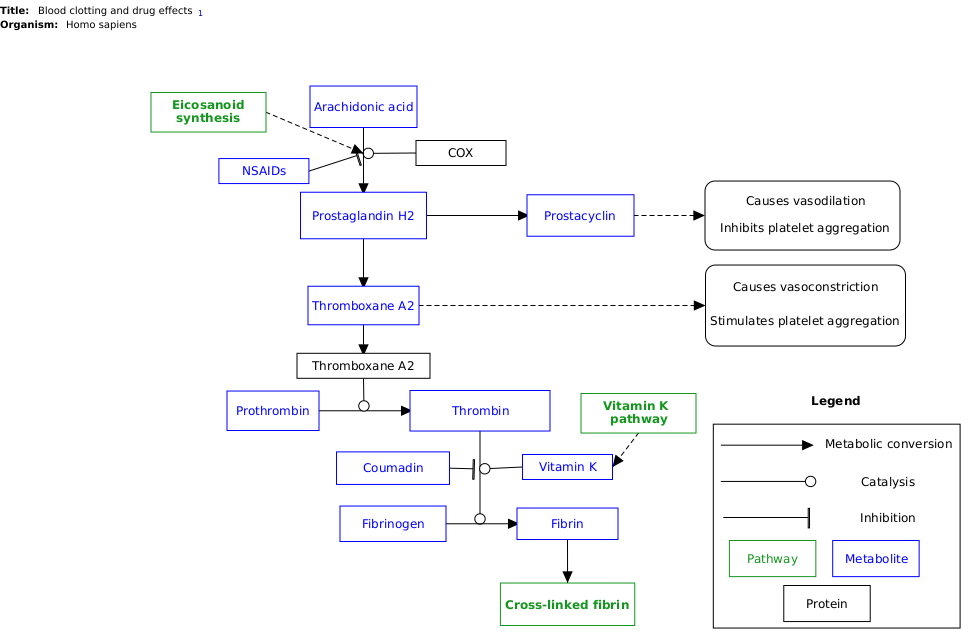 Title: Blood clotting and drug effects 1
Organism: Homo sapiens
Eicosanoid
synthesis
Arachidonic acid
COX
NSAIDs
Prostaglandin H2
Prostacyclin
Causes vasodilation
Inhibits platelet aggregation
Thromboxane A2
Causes vasoconstriction
Stimulates platelet aggregation
Thromboxane A2
Prothrombin
Thrombin
Vitamin K
pathway
Coumadin
Vitamin K
Fibrinogen
Fibrin
Cross-linked fibrin
Legend
Metabolic conversion
Catalysis
Inhibition
Pathway
Metabolite
Protein